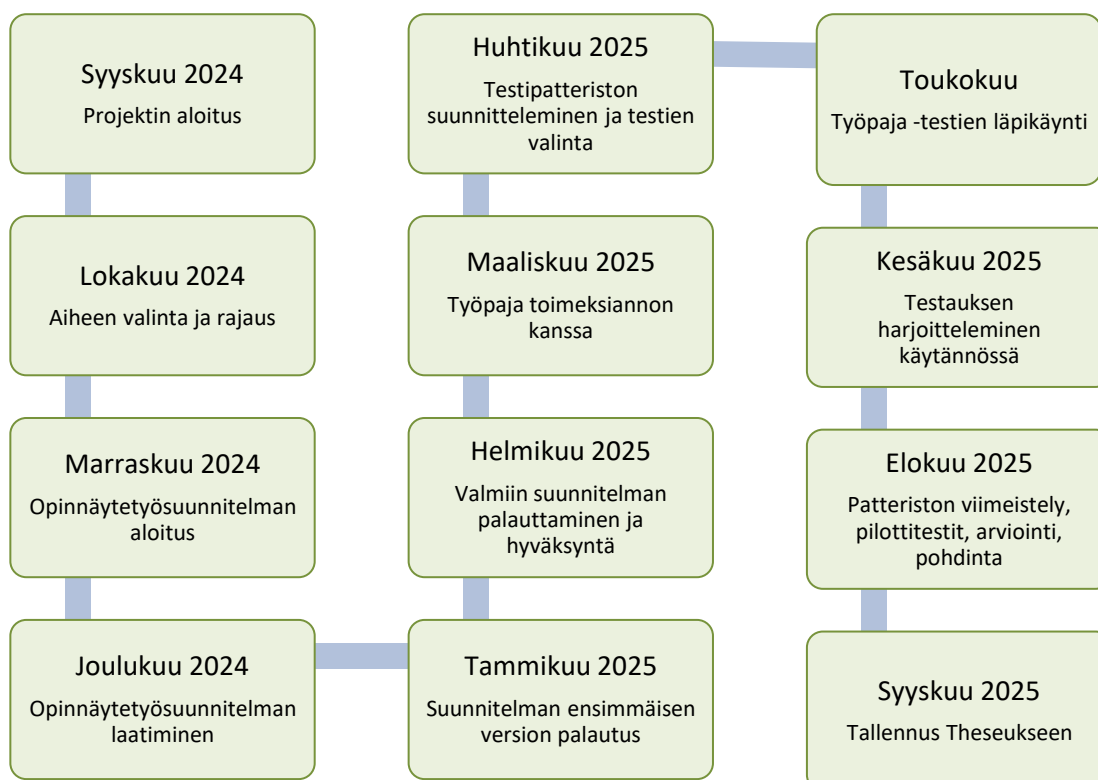 Syyskuu 2024
Projektin aloitus
Lokakuu 2024
Aiheen valinta ja rajaus
Marraskuu 2024
Opinnäytetyösuunnitelman
aloitus
Joulukuu 2024
Opinnäytetyösuunnitelman
laatiminen
Tammikuu 2025
Suunnitelman ensimmäisen
version palautus
Helmikuu 2025
Valmiin suunnitelman
palauttaminen ja
hyväksyntä
Maaliskuu 2025
Työpaja toimeksiannon
kanssa
Huhtikuu 2025
Testipatteriston
suunnitteleminen ja testien
valinta
Toukokuu
Työpaja -testien läpikäynti
Kesäkuu 2025
Testauksen
harjoitteleminen
käytännössä
Elokuu 2025
Patteriston viimeistely,
pilottitestit, arviointi,
pohdinta
Syyskuu 2025
Tallennus Theseukseen